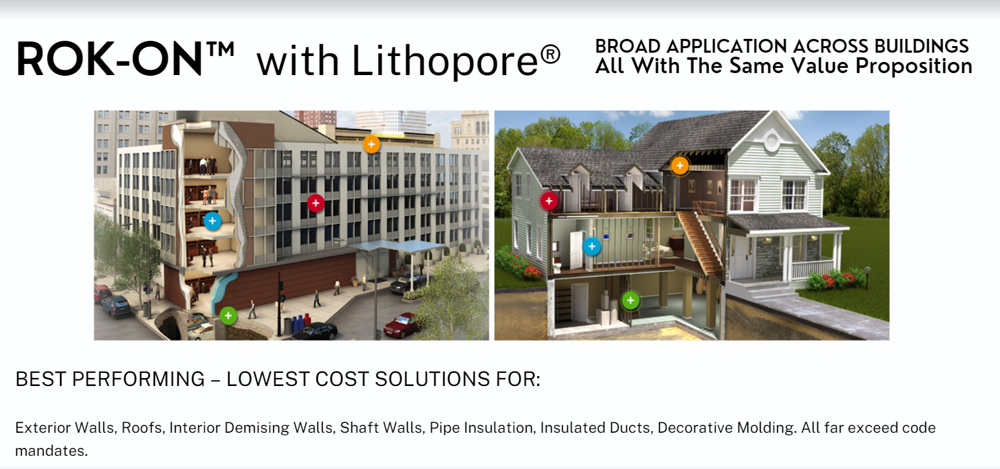 ROK-ON™ with Lithopore®
BROAD APPLICATION ACROSS BUILDINGS
All With The Same Value Proposition
BEST PERFORMING – LOWEST COST SOLUTIONS FOR:
Exterior Walls, Roofs, Interior Demising Walls, Shaft Walls, Pipe Insulation, Insulated Ducts, Decorative Molding. All far exceed code
mandates.